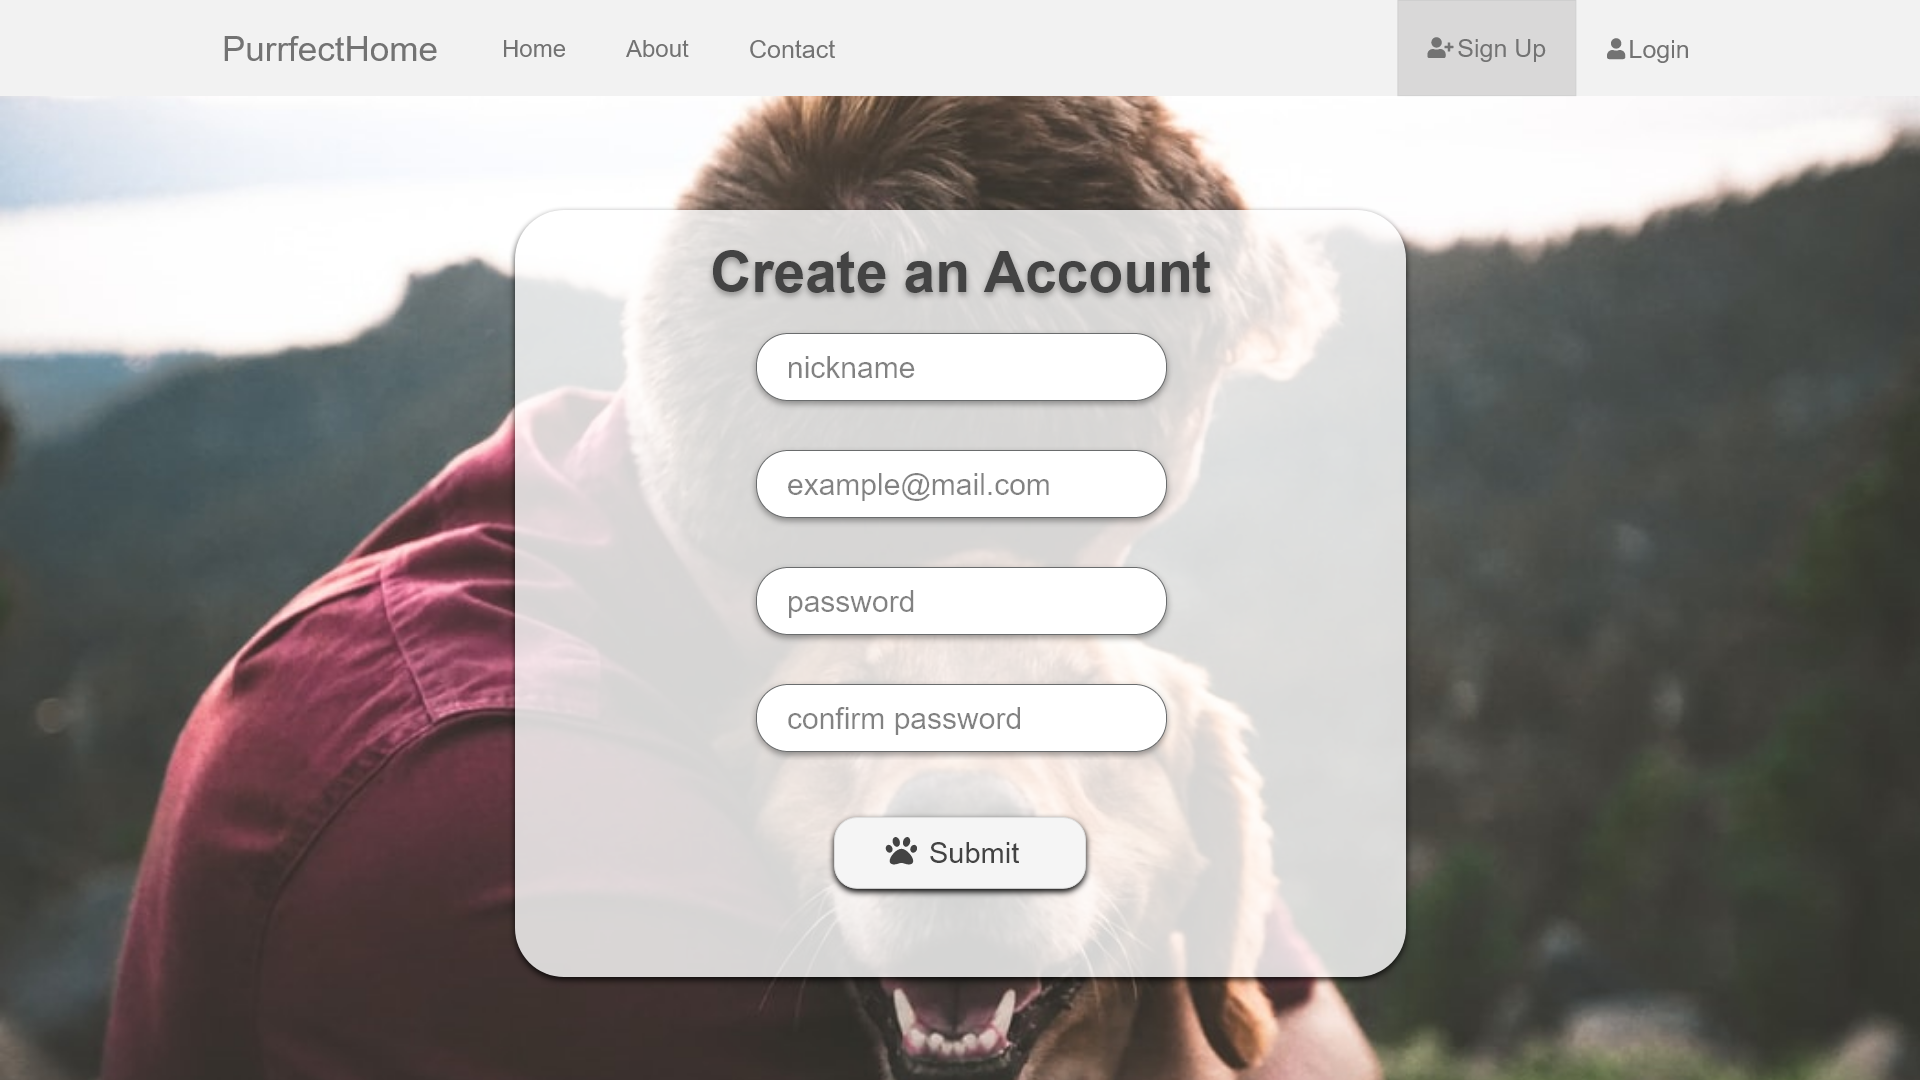 PurrfectHome Home About Contact Sign Up Login
Create an Account
nickname
example@mail.com
password
confirm password
Submit